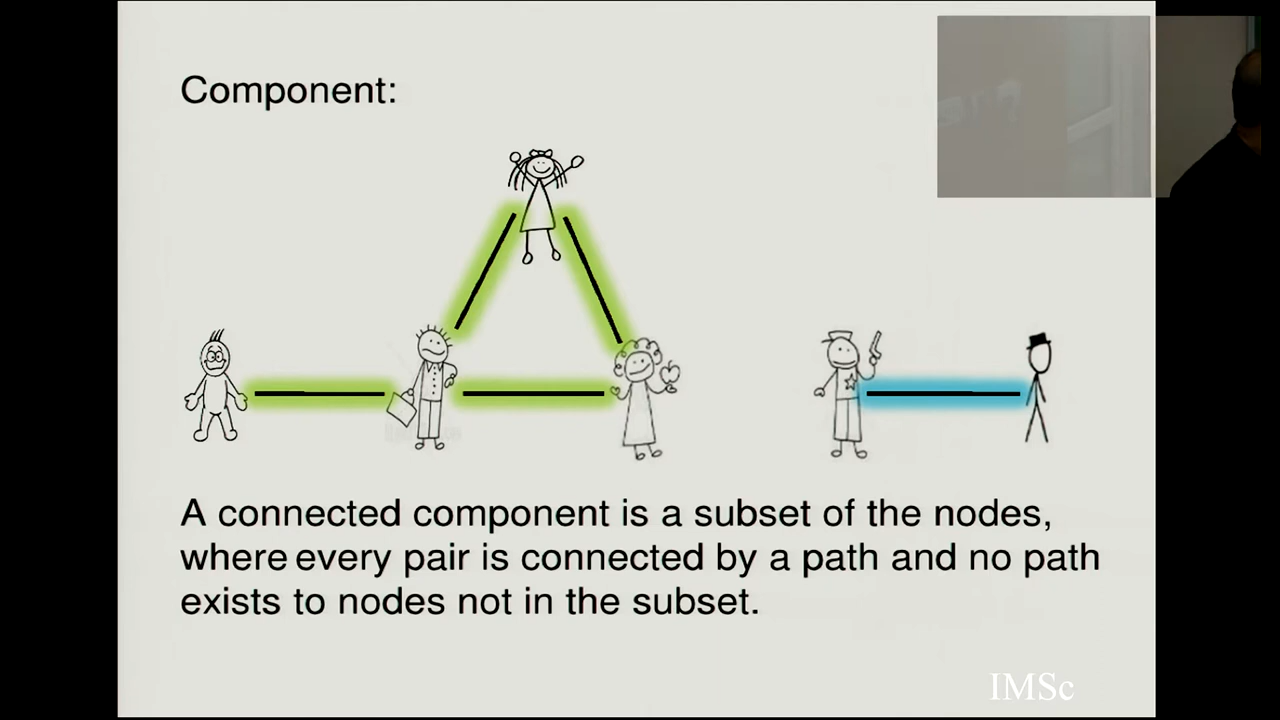 Component:
A connected component is a subset of the nodes,
where every pair is connected by a path and no path
exists to nodes not in the subset.
IMSc